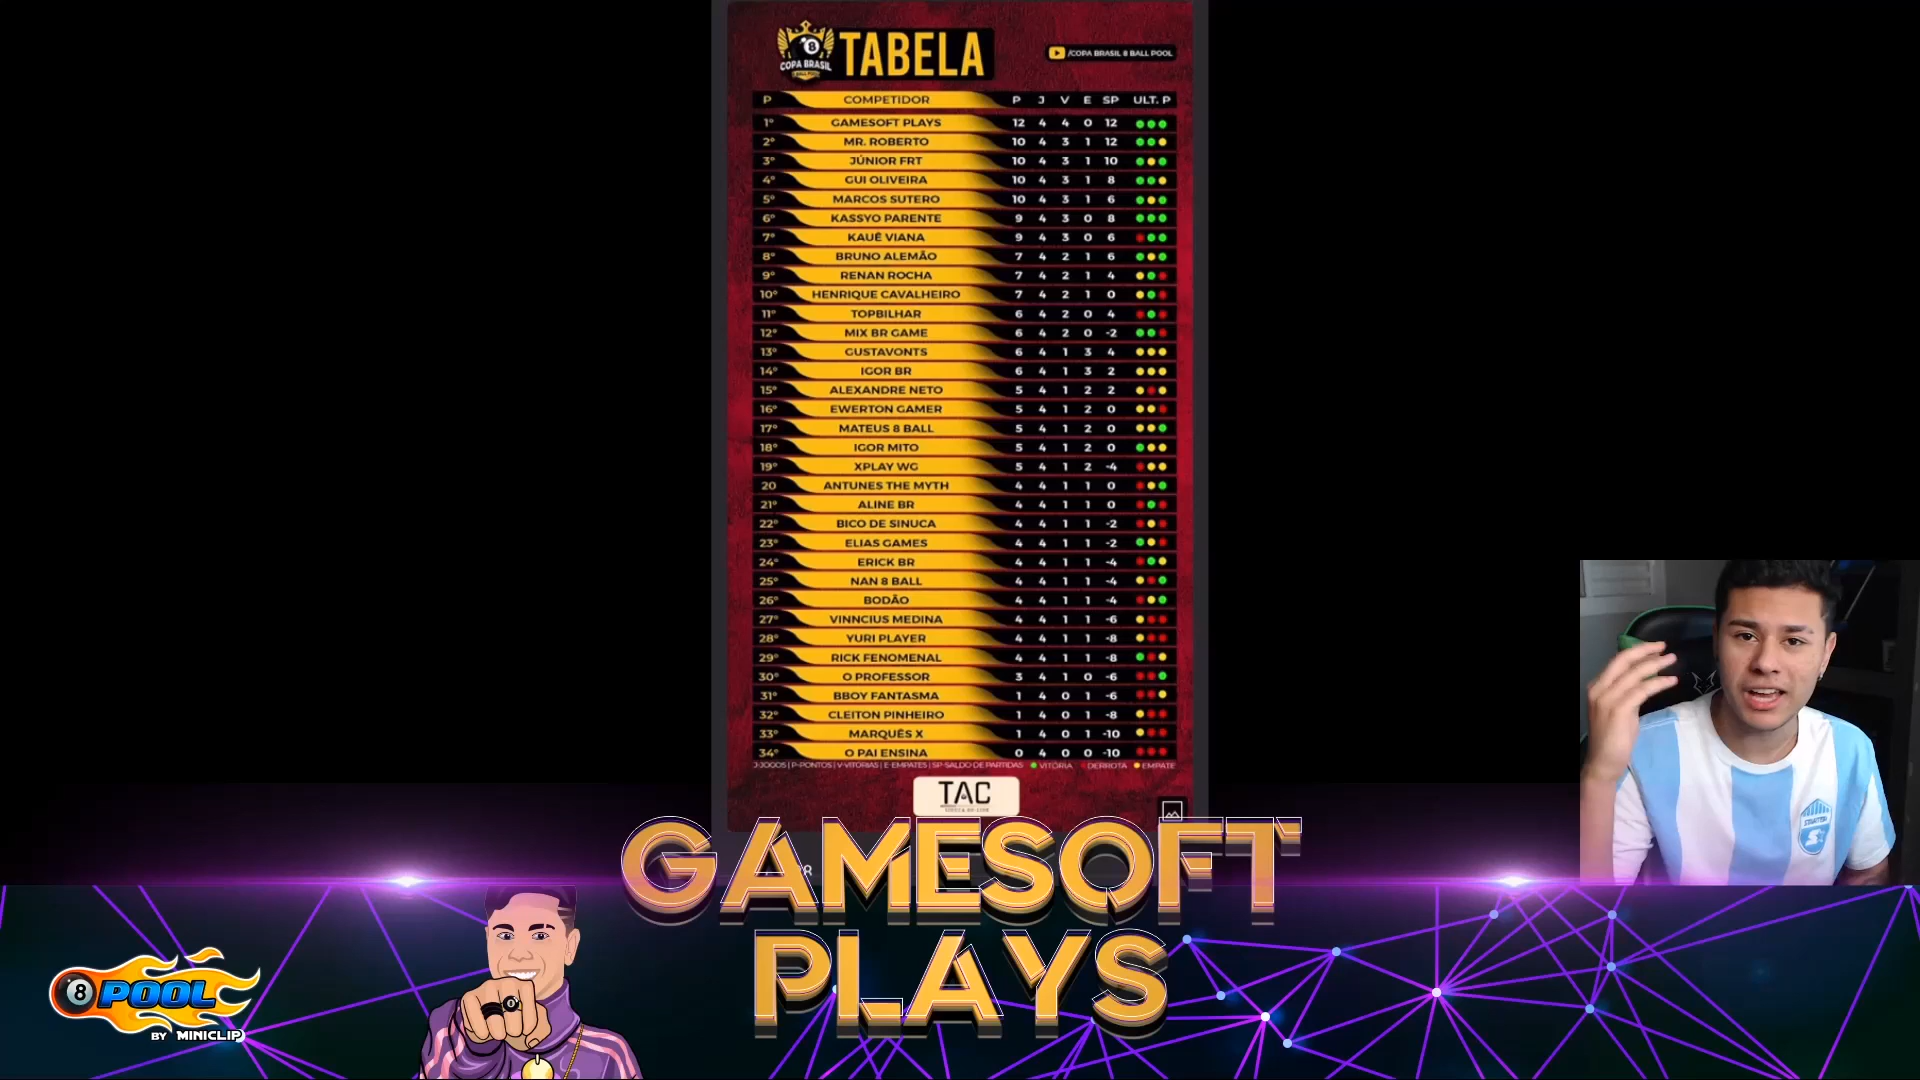 COPA BRASIL
8 BALL POOL
TABELA
/COPA BRASIL 8 BALL POOL
P COMPETIDOR P J V E SP ULT. P
1º GAMESOFT PLAYS 12 4 4 0 12
2º MR. ROBERTO 10 4 3 1 12
3º JÚNIOR FRT 10 4 3 1 10
4º GUI OLIVEIRA 10 4 3 1 8
5º MARCOS SUTERO 10 4 3 1 6
6º KASSYO PARENTE 9 4 3 0 8
7º KAUÊ VIANA 9 4 3 0 6
8º BRUNO ALEMÃO 7 4 2 1 6
9º RENAN ROCHA 7 4 2 1 4
10º HENRIQUE CAVALHEIRO 7 4 2 1 0
11º TOPBILHAR 6 4 2 0 4
12º MIX BR GAME 6 4 2 0 -2
13º GUSTAVONTS 6 4 1 3 4
14º IGOR BR 6 4 1 3 2
15º ALEXANDRE NETO 5 4 1 2 2
16º EWERTON GAMER 5 4 1 2 0
17º MATEUS 8 BALL 5 4 1 2 0
18º IGOR MITO 5 4 1 2 0
19º XPLAY WG 5 4 1 2 -4
20 ANTUNES THE MYTH 4 4 1 1 0
21º ALINE BR 4 4 1 1 0
22º BICO DE SINUCA 4 4 1 1 -2
23º ELIAS GAMES 4 4 1 1 -2
24º ERICK BR 4 4 1 1 -4
25º NAN 8 BALL 4 4 1 1 -4
26º BODÃO 4 4 1 1 -4
27º VINNCIUS MEDINA 4 4 1 1 -6
28º YURI PLAYER 4 4 1 1 -8
29º RICK FENOMENAL 4 4 1 1 -8
30º O PROFESSOR 3 4 1 0 -6
31º BBOY FANTASMA 1 4 0 1 -6
32º CLEITON PINHEIRO 1 4 0 1 -8
33º MARQUÊS X 1 4 0 1 -10
34º O PAI ENSINA 0 4 0 0 -10
J-JOGOS | P-PONTOS | V-VITÓRIAS | E-EMPATES | SP-SALDO DE PARTIDAS VITÓRIA DERROTA EMPATE
TAC
GAMESOFT
PLAYS
8 POOL
BY MINICLIP
STARTER